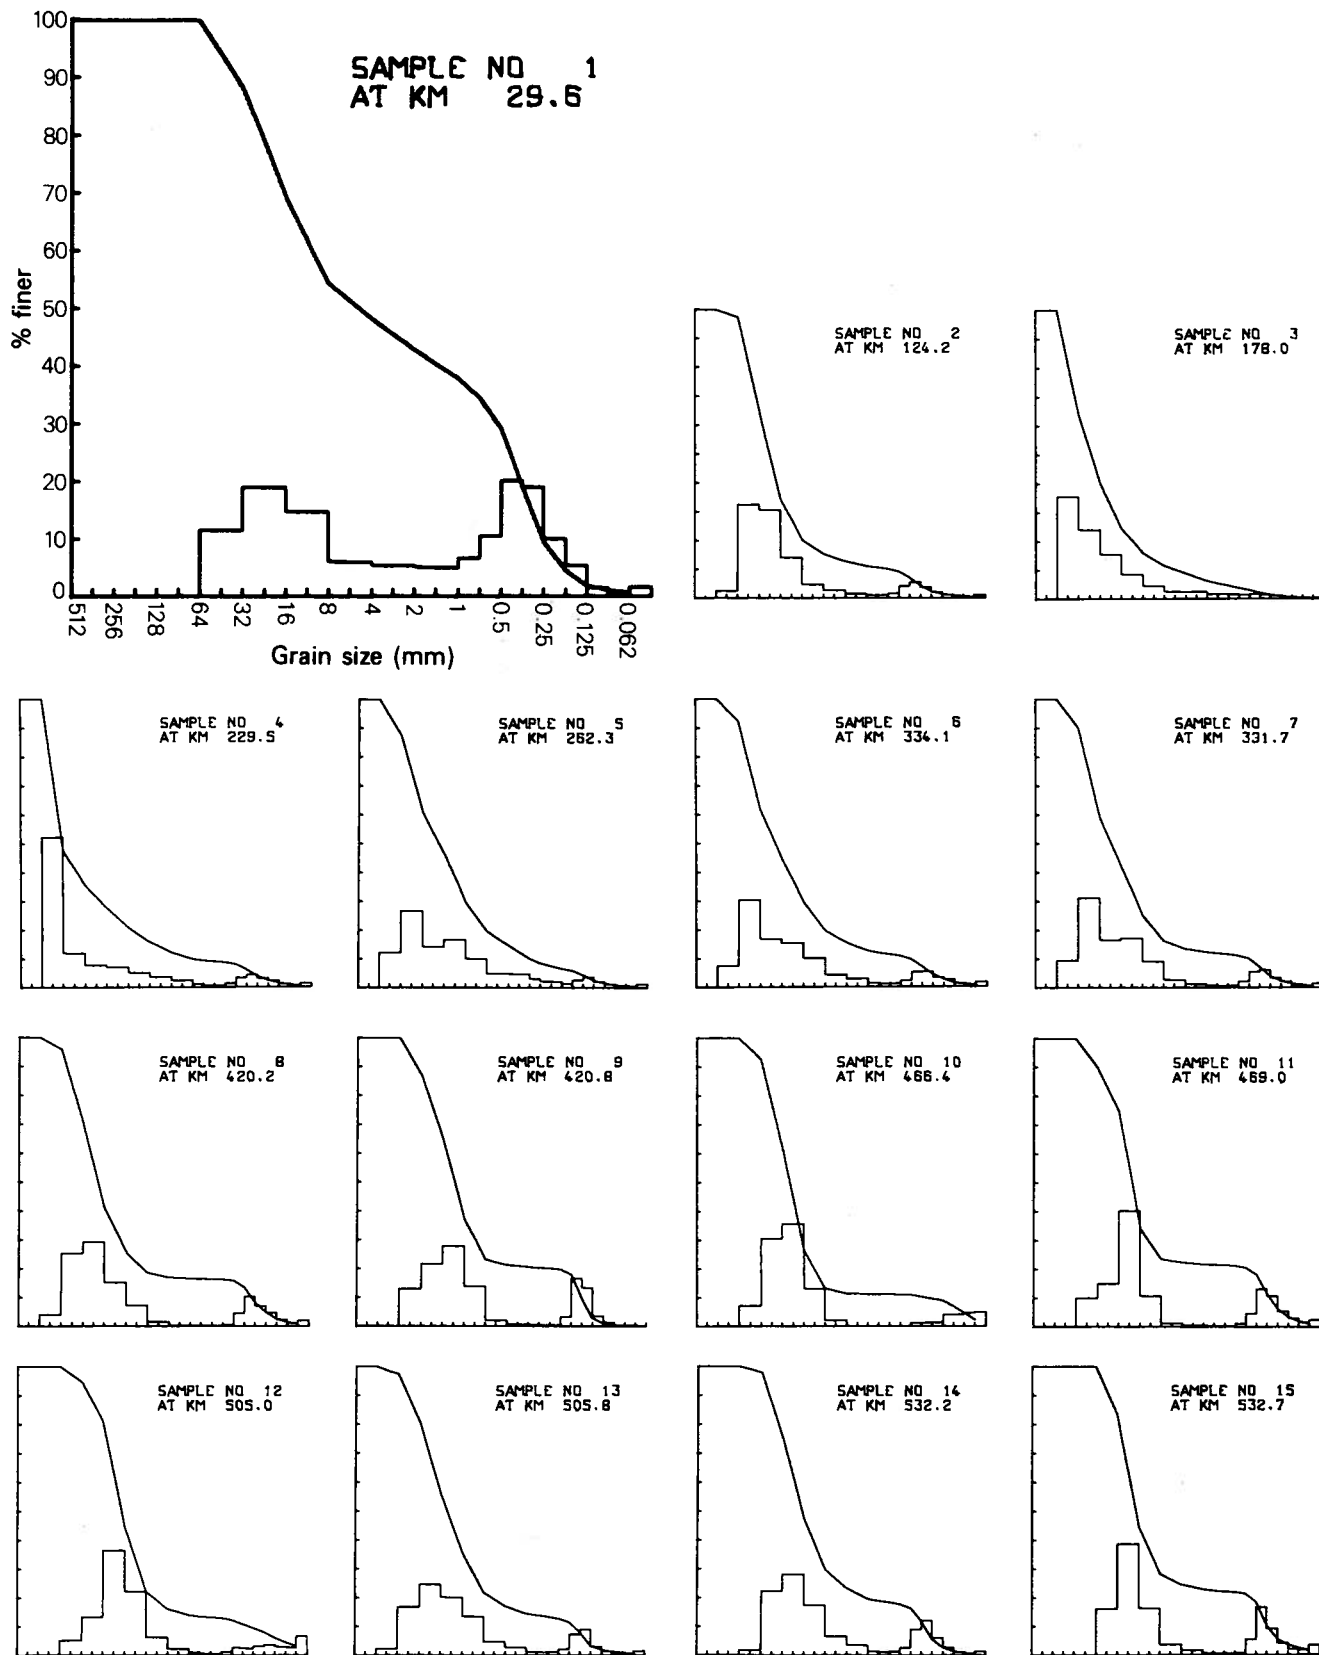 100
90
80
70
60
50
40
30
20
10
0
% finer
512
256
128
64
32
16
8
4
2
1
0.5
0.25
0.125
0.062
Grain size (mm)
SAMPLE NO 1
AT KM 29.6
SAMPLE NO 2
AT KM 124.2
SAMPLE NO 3
AT KM 178.0
SAMPLE NO 4
AT KM 229.5
SAMPLE NO 5
AT KM 262.3
SAMPLE NO 6
AT KM 334.1
SAMPLE NO 7
AT KM 331.7
SAMPLE NO 8
AT KM 420.2
SAMPLE NO 9
AT KM 420.8
SAMPLE NO 10
AT KM 466.4
SAMPLE NO 11
AT KM 469.0
SAMPLE NO 12
AT KM 505.0
SAMPLE NO 13
AT KM 505.8
SAMPLE NO 14
AT KM 532.2
SAMPLE NO 15
AT KM 532.7